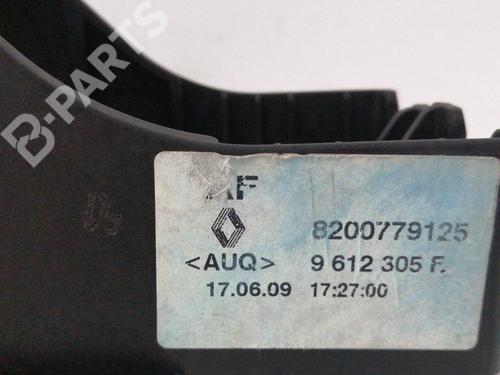 B-PARTS
AF
8200779125
<AUQ> 9 612 305 F.
17.06.09 17:27:00